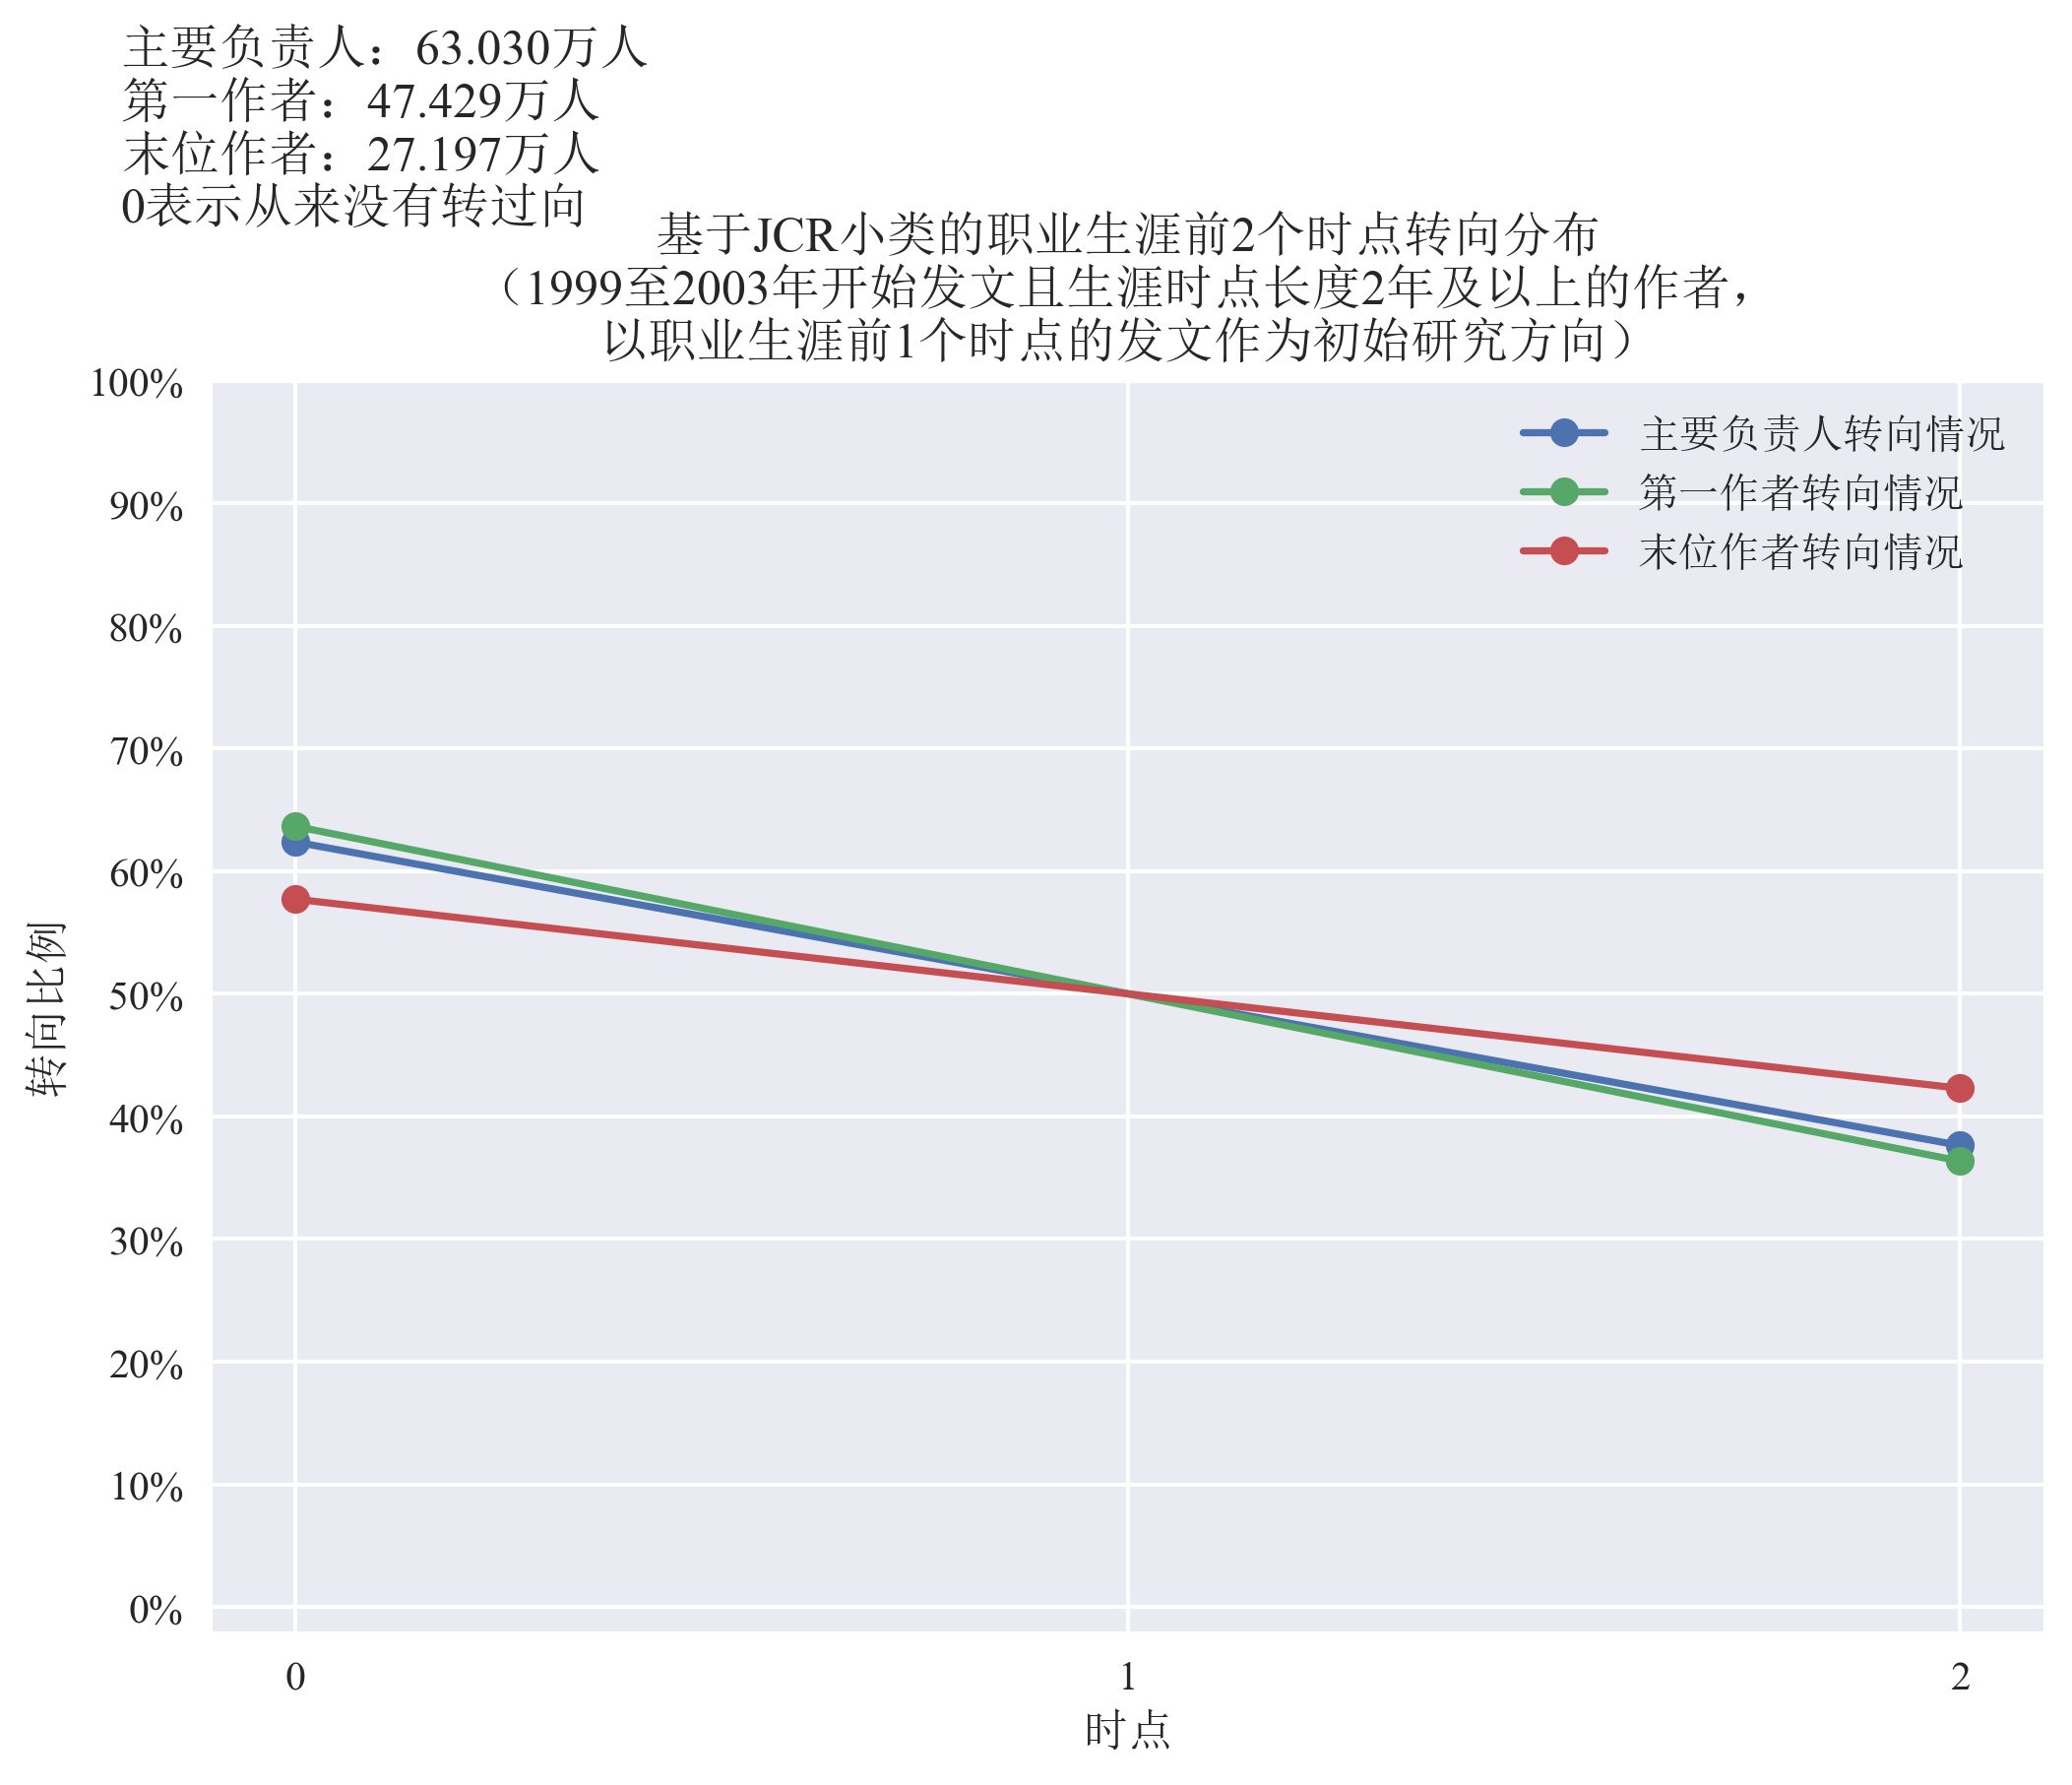 主要负责人：63.030万人
第一作者：47.429万人
末位作者：27.197万人
0表示从来没有转过向
基于JCR小类的职业生涯前2个时点转向分布
（1999至2003年开始发文且生涯时点长度2年及以上的作者，
以职业生涯前1个时点的发文作为初始研究方向）
主要负责人转向情况
第一作者转向情况
末位作者转向情况
转向比例
100%
90%
80%
70%
60%
50%
40%
30%
20%
10%
0%
0
1
2
时点